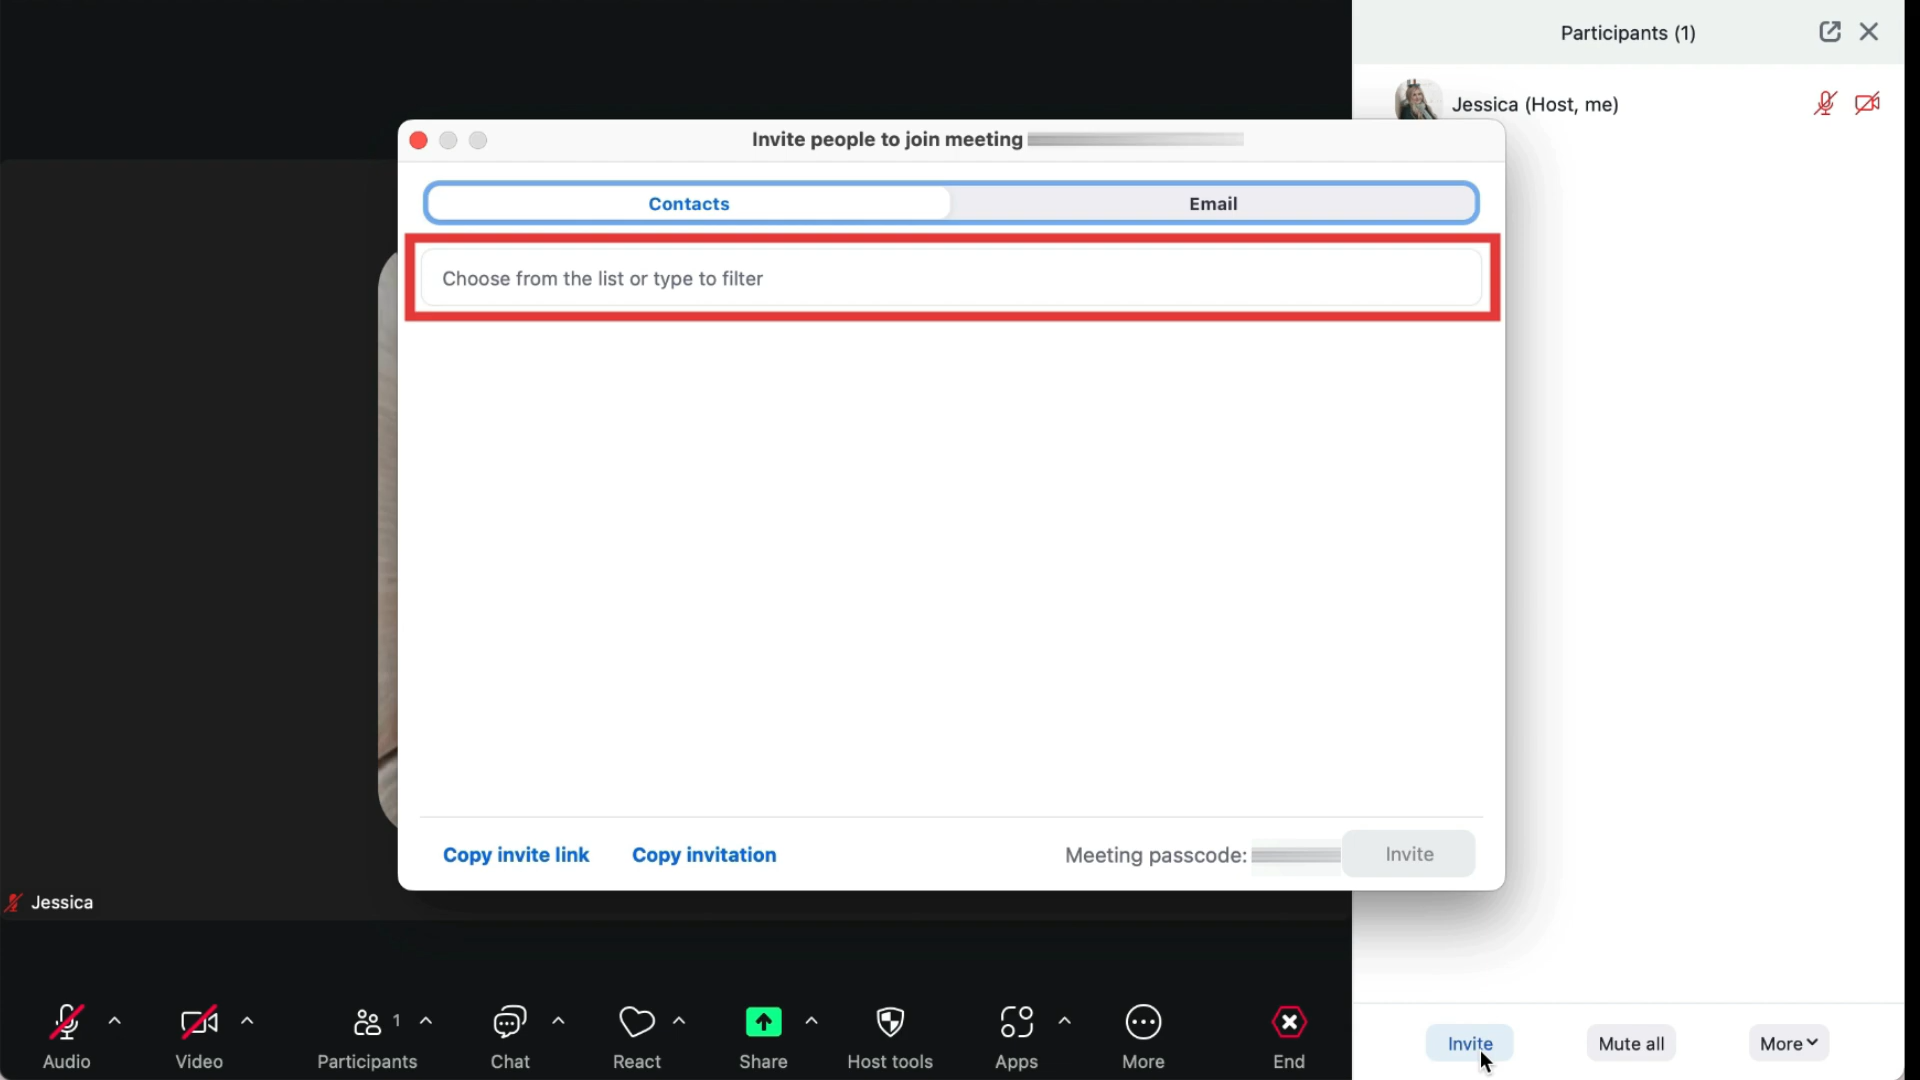 Participants (1)
Jessica (Host, me)
Invite people to join meeting
Contacts
Email
Choose from the list or type to filter
Copy invite link
Copy invitation
Meeting passcode:
Invite
Jessica
Audio
Video
1
Participants
Chat
React
Share
Host tools
Apps
More
End
Invite
Mute all
More